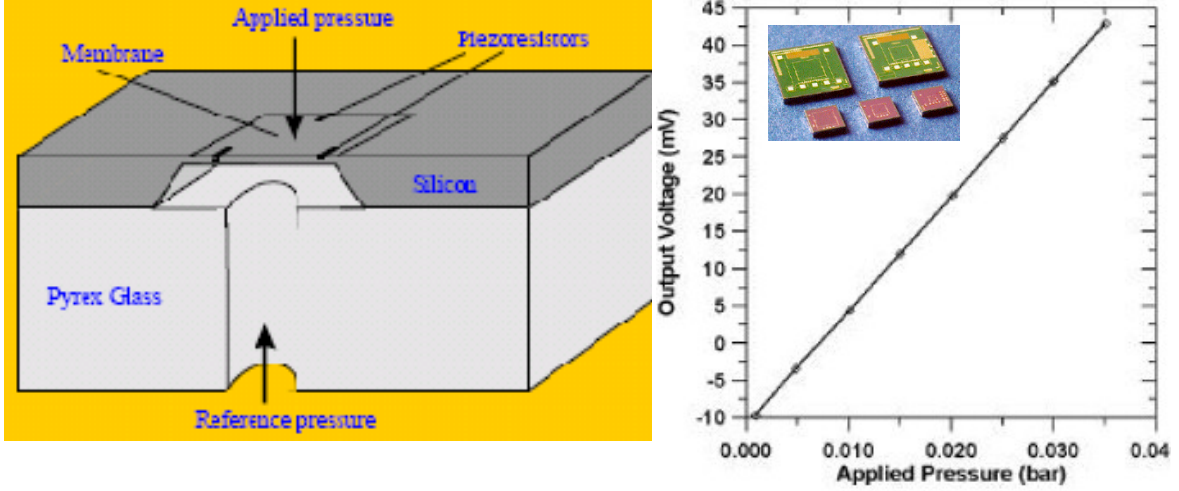 Applied pressure
Membrane
Piezoresistors
Silicon
Pyrex Glass
Reference pressure
45
40
35
30
25
20
15
10
5
0
-5
-10
Output Voltage (mV)
0.000 0.010 0.020 0.030 0.04
Applied Pressure (bar)